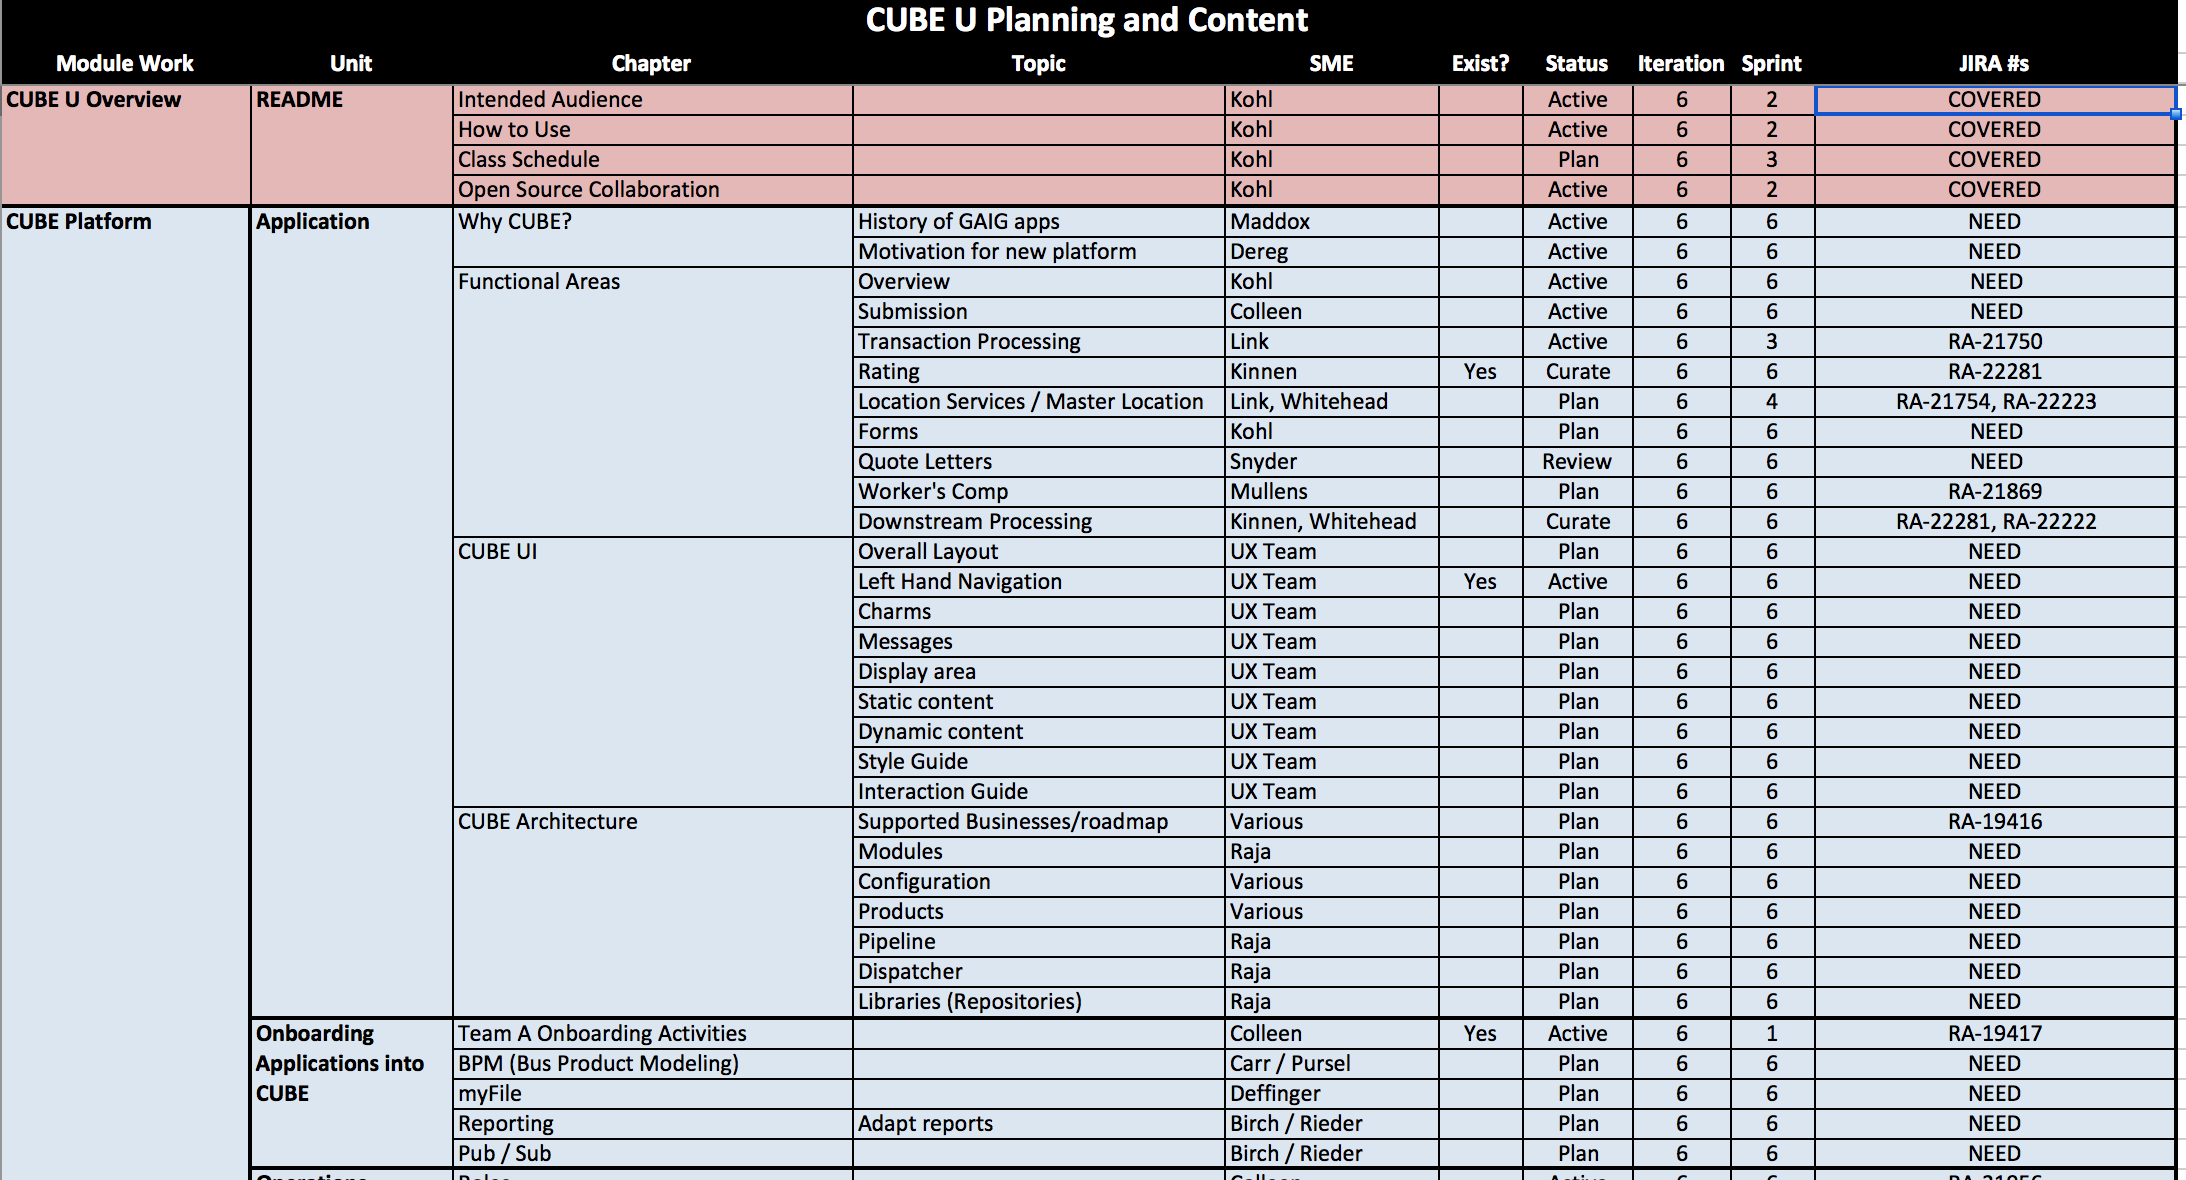 CUBE U Planning and Content
Module Work Unit Chapter Topic SME Exist? Status Iteration Sprint JIRA #s
CUBE U Overview README Intended Audience Kohl Active 6 2 COVERED
How to Use Kohl Active 6 2 COVERED
Class Schedule Kohl Plan 6 3 COVERED
Open Source Collaboration Kohl Active 6 2 COVERED
CUBE Platform Application Why CUBE? History of GAIG apps Maddox Active 6 6 NEED
Motivation for new platform Dereg Active 6 6 NEED
Functional Areas Overview Kohl Active 6 6 NEED
Submission Colleen Active 6 6 NEED
Transaction Processing Link Active 6 3 RA-21750
Rating Kinnen Yes Curate 6 6 RA-22281
Location Services / Master Location Link, Whitehead Plan 6 4 RA-21754, RA-22223
Forms Kohl Plan 6 6 NEED
Quote Letters Snyder Review 6 6 NEED
Worker's Comp Mullens Plan 6 6 RA-21869
Downstream Processing Kinnen, Whitehead Curate 6 6 RA-22281, RA-22222
CUBE UI Overall Layout UX Team Plan 6 6 NEED
Left Hand Navigation UX Team Yes Active 6 6 NEED
Charms UX Team Plan 6 6 NEED
Messages UX Team Plan 6 6 NEED
Display area UX Team Plan 6 6 NEED
Static content UX Team Plan 6 6 NEED
Dynamic content UX Team Plan 6 6 NEED
Style Guide UX Team Plan 6 6 NEED
Interaction Guide UX Team Plan 6 6 NEED
CUBE Architecture Supported Businesses/roadmap Various Plan 6 6 RA-19416
Modules Raja Plan 6 6 NEED
Configuration Various Plan 6 6 NEED
Products Various Plan 6 6 NEED
Pipeline Raja Plan 6 6 NEED
Dispatcher Raja Plan 6 6 NEED
Libraries (Repositories) Raja Plan 6 6 NEED
Onboarding Team A Onboarding Activities Colleen Yes Active 6 1 RA-19417
Applications into BPM (Bus Product Modeling) Carr / Pursel Plan 6 6 NEED
CUBE myFile Deffinger Plan 6 6 NEED
Reporting Adapt reports Birch / Rieder Plan 6 6 NEED
Pub / Sub Birch / Rieder Plan 6 6 NEED